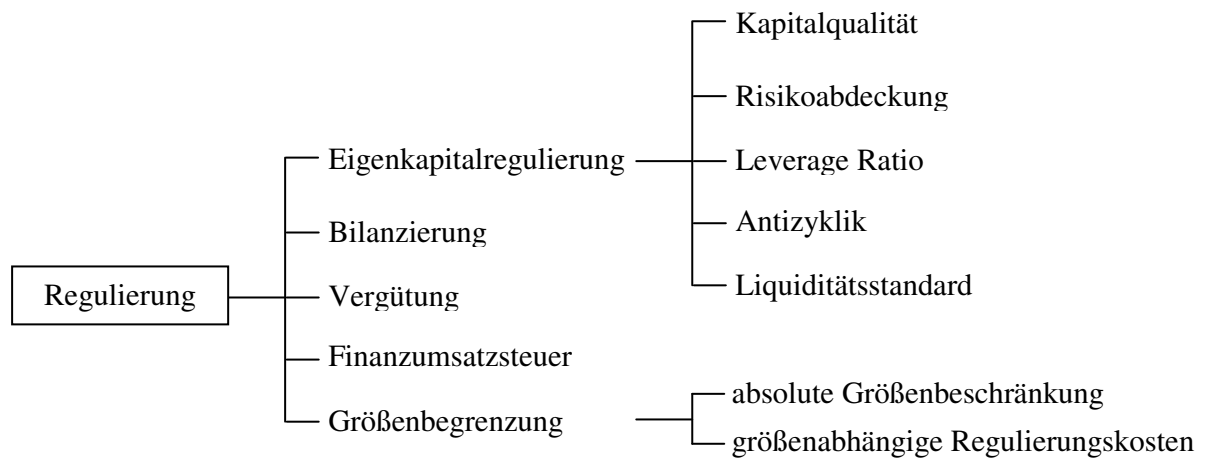 Regulierung
Eigenkapitalregulierung
Bilanzierung
Vergütung
Finanzumsatzsteuer
Größenbegrenzung
Kapitalqualität
Risikoabdeckung
Leverage Ratio
Antizyklik
Liquiditätsstandard
absolute Größenbeschränkung
größenabhängige Regulierungskosten